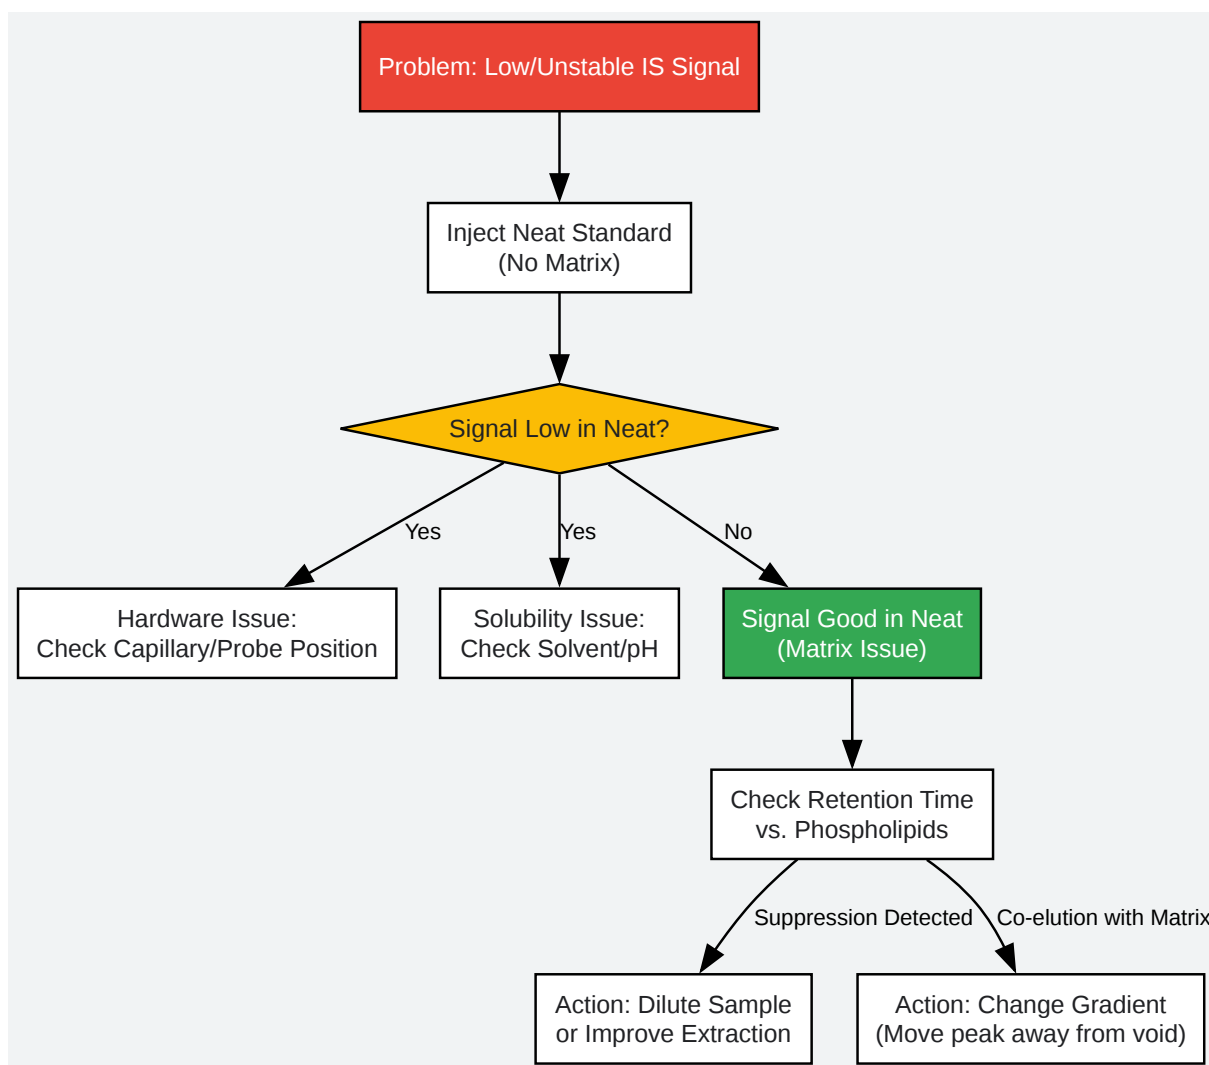 Problem: Low/Unstable IS Signal
Inject Neat Standard
(No Matrix)
Signal Low in Neat?
Yes
Yes
No
Hardware Issue:
Check Capillary/Probe Position
Solubility Issue:
Check Solvent/pH
Signal Good in Neat
(Matrix Issue)
Check Retention Time
vs. Phospholipids
Suppression Detected
Co-elution with Matrix
Action: Dilute Sample
or Improve Extraction
Action: Change Gradient
(Move peak away from void)